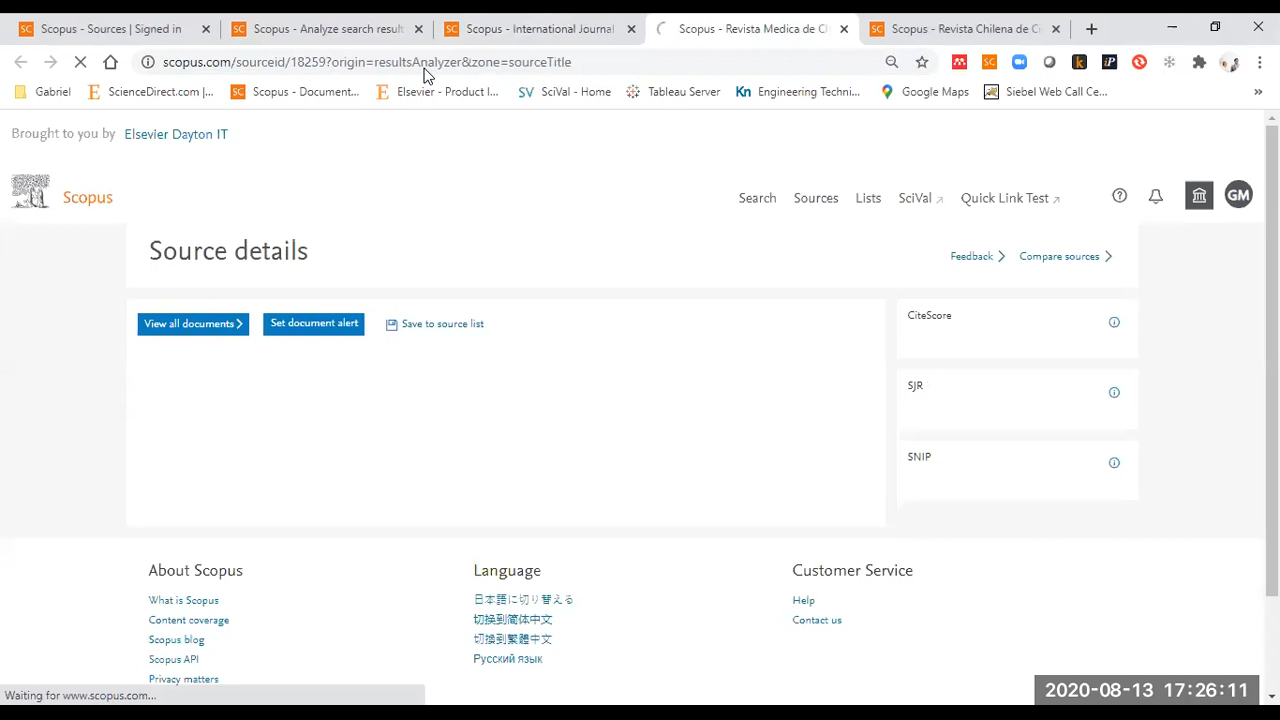 Scopus - Sources | Signed in
Scopus - Analyze search result
Scopus - International Journal
Scopus - Revista Medica de Ch
Scopus - Revista Chilena de Ci
scopus.com/sourceid/18259?origin=resultsAnalyzer&zone=sourceTitle
Gabriel
ScienceDirect.com |...
Scopus - Document...
Elsevier - Product I...
SciVal - Home
Tableau Server
Engineering Techni...
Google Maps
Siebel Web Call Ce...
Brought to you by Elsevier Dayton IT
Scopus
Search
Sources
Lists
SciVal
Quick Link Test
GM
Source details
Feedback
Compare sources
View all documents
Set document alert
Save to source list
CiteScore
SJR
SNIP
About Scopus
What is Scopus
Content coverage
Scopus blog
Scopus API
Privacy matters
Language
日本語に切り替える
切换到简体中文
切換到繁體中文
Русский язык
Customer Service
Help
Contact us
Waiting for www.scopus.com...
2020-08-13 17:26:11